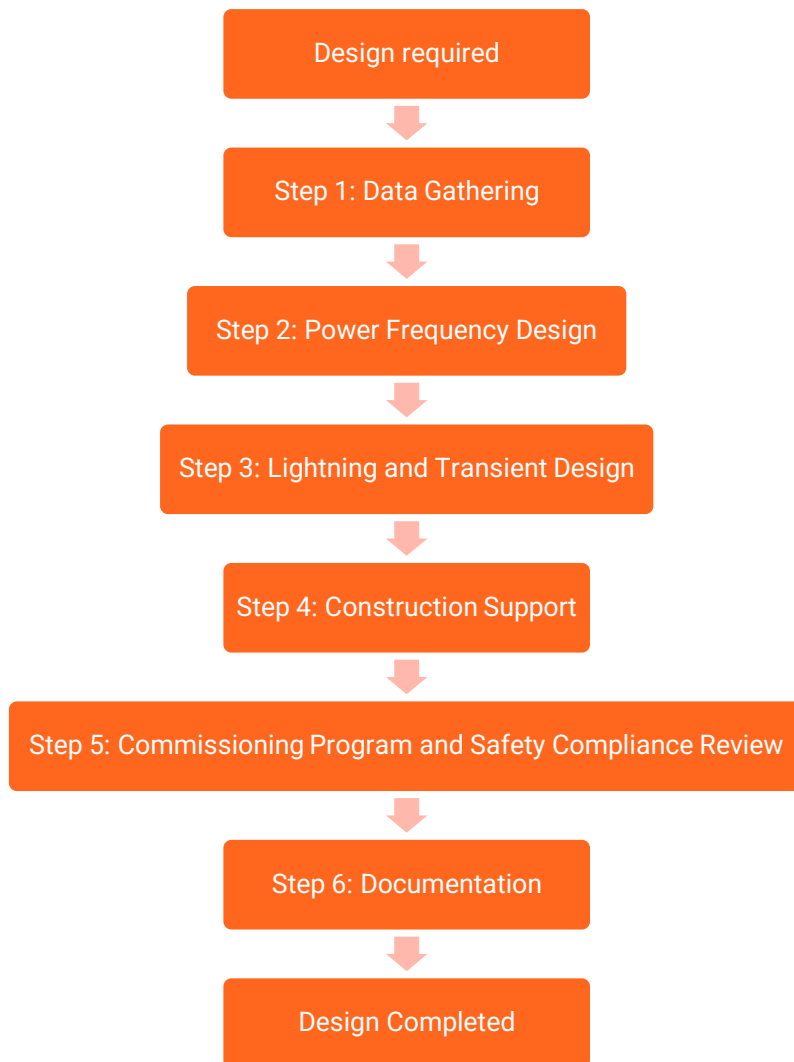 Design required
Step 1: Data Gathering
Step 2: Power Frequency Design
Step 3: Lightning and Transient Design
Step 4: Construction Support
Step 5: Commissioning Program and Safety Compliance Review
Step 6: Documentation
Design Completed